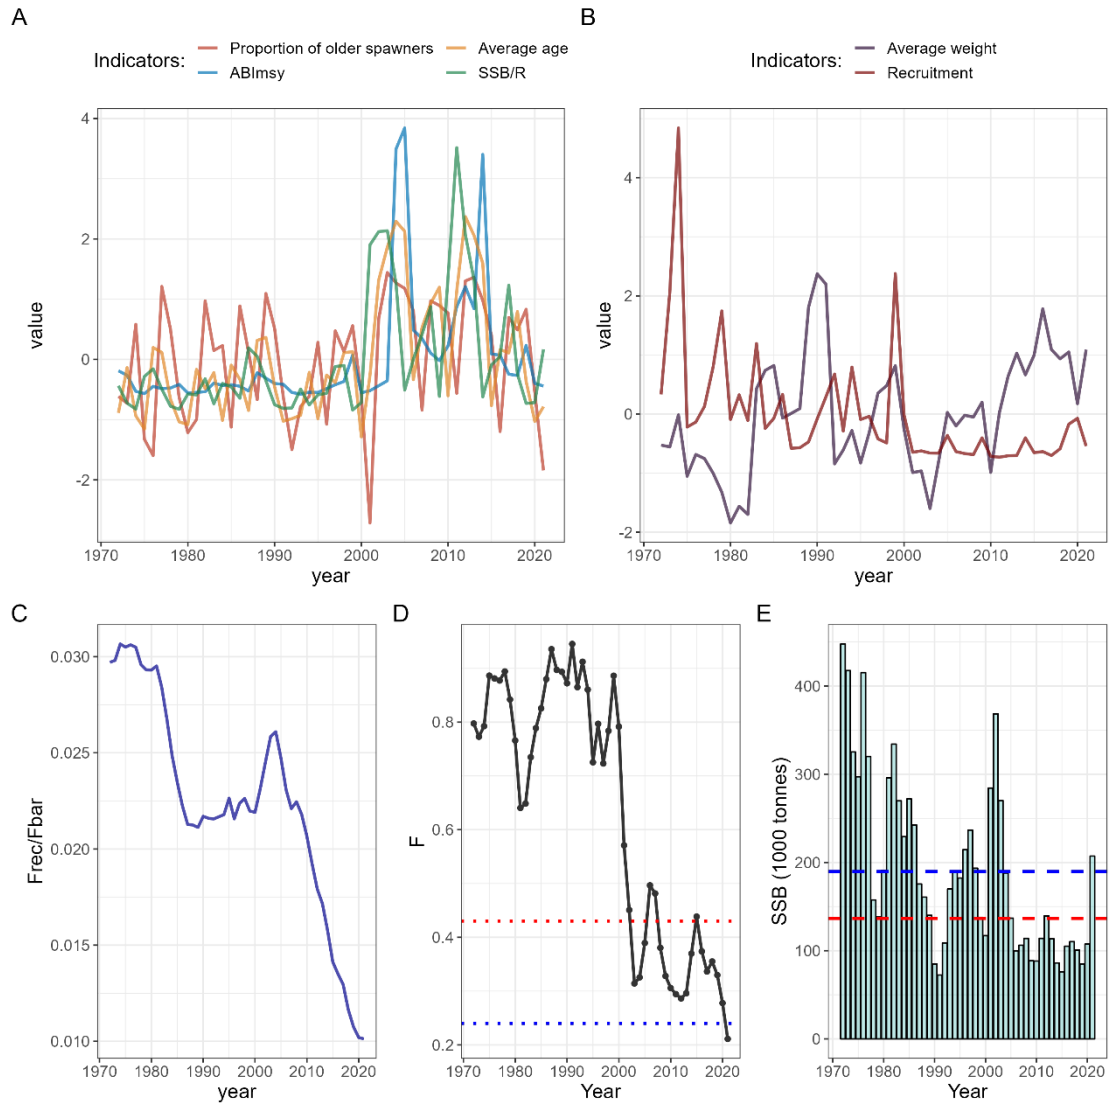 A
Indicators:
Proportion of older spawners
Average age
ABImsy
SSB/R
4
2
0
-2
value
1970 1980 1990 2000 2010 2020
year
B
Indicators:
Average weight
Recruitment
4
2
0
-2
value
1970 1980 1990 2000 2010 2020
year
C
0.030
0.025
0.020
0.015
0.010
Frec/Fbar
1970 1980 1990 2000 2010 2020
year
D
0.8
0.6
0.4
0.2
F
1970 1980 1990 2000 2010 2020
Year
E
400
300
200
100
0
SSB (1000 tonnes)
1970 1980 1990 2000 2010 2020
Year